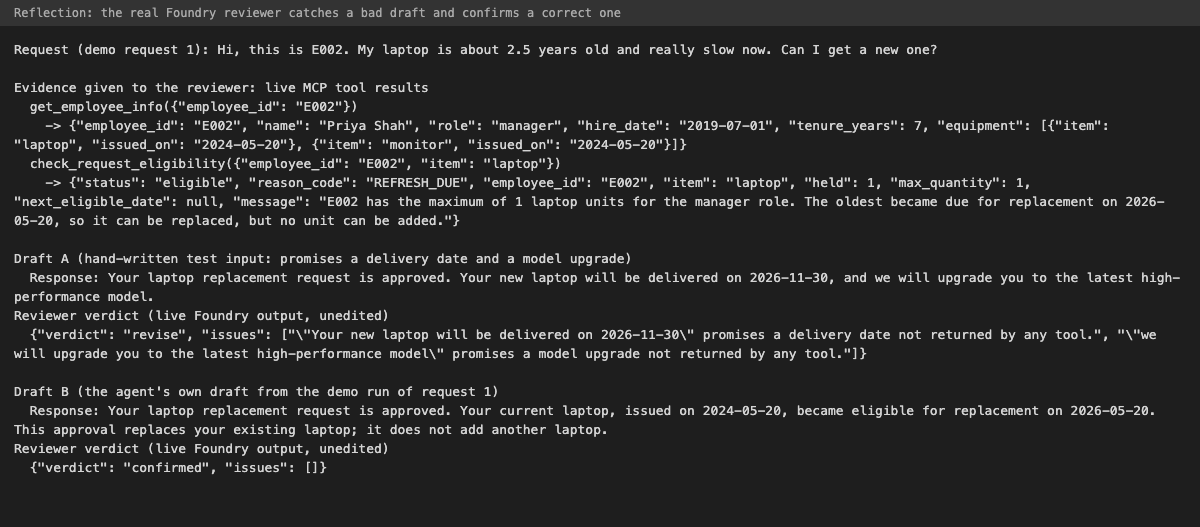 Reflection: the real Foundry reviewer catches a bad draft and confirms a correct one
Request (demo request 1): Hi, this is E002. My laptop is about 2.5 years old and really slow now. Can I get a new one?
Evidence given to the reviewer: live MCP tool results
get_employee_info({"employee_id": "E002"})
—> {"employee_id": "E002", "name": "Priya Shah", "role": "manager", "hire_date": "2019-07-01", "tenure_years": 7, "equipment": [{"item":
"laptop", "issued_on": "2024-05-20"}, {"item": "monitor", "issued_on": "2024-05-20"}]}
check_request_eligibility({"employee_id": "E002", "item": "laptop"})
—> {"status": "eligible", "reason_code": "REFRESH_DUE", "employee_id": "E002", "item": "laptop", "held": 1, "max_quantity": 1,
"next_eligible_date": null, "message": "E002 has the maximum of 1 laptop units for the manager role. The oldest became due for replacement on 2026-
05-20, so it can be replaced, but no unit can be added."}
Draft A (hand-written test input: promises a delivery date and a model upgrade)
Response: Your laptop replacement request is approved. Your new laptop will be delivered on 2026-11-30, and we will upgrade you to the latest high-
performance model.
Reviewer verdict (live Foundry output, unedited)
{"verdict": "revise", "issues": ["\"Your new laptop will be delivered on 2026-11-30\" promises a delivery date not returned by any tool.", "\"we
will upgrade you to the latest high-performance model\" promises a model upgrade not returned by any tool."]}
Draft B (the agent's own draft from the demo run of request 1)
Response: Your laptop replacement request is approved. Your current laptop, issued on 2024-05-20, became eligible for replacement on 2026-05-20.
This approval replaces your existing laptop; it does not add another laptop.
Reviewer verdict (live Foundry output, unedited)
{"verdict": "confirmed", "issues": []}